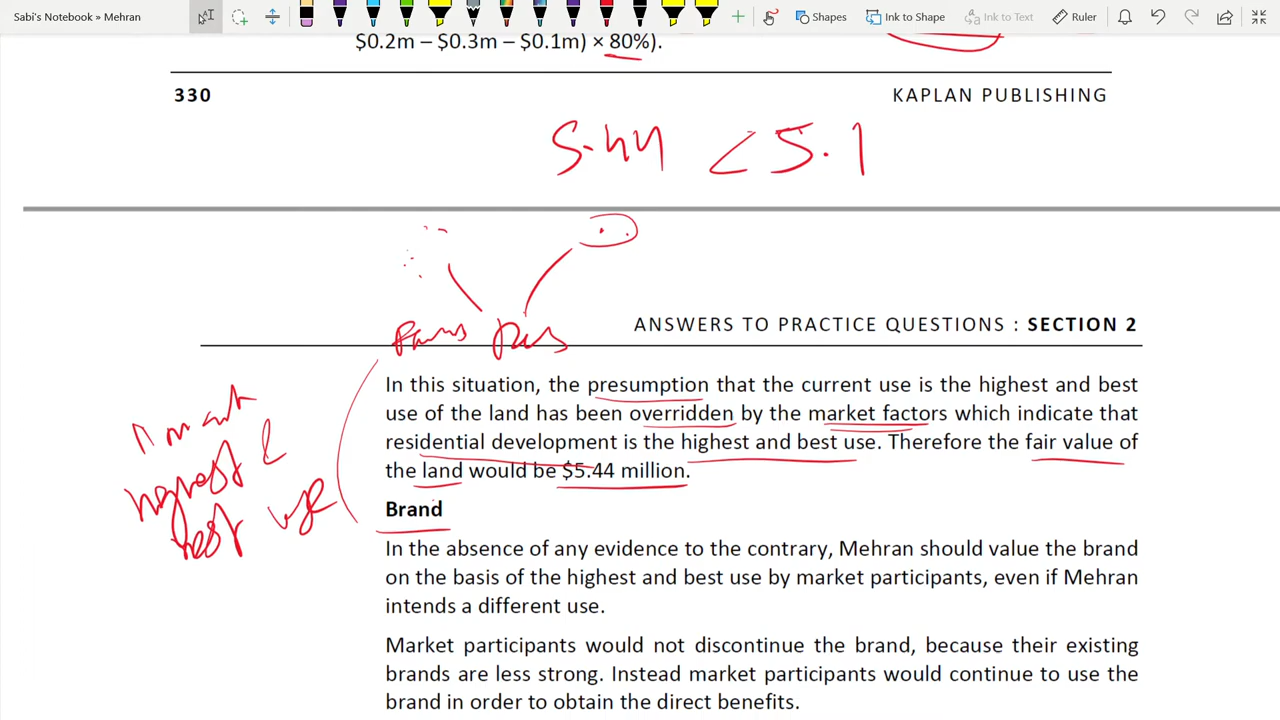 Sabi's Notebook » Mehran
Shapes Ink to Shape Ink to Text Ruler
$0.2m – $0.3m – $0.1m) × 80%).
330 KAPLAN PUBLISHING
5.44 < 5.1
ANSWERS TO PRACTICE QUESTIONS : SECTION 2
In this situation, the presumption that the current use is the highest and best
use of the land has been overridden by the market factors which indicate that
residential development is the highest and best use. Therefore the fair value of
the land would be $5.44 million.
highest &
best use
Brand
In the absence of any evidence to the contrary, Mehran should value the brand
on the basis of the highest and best use by market participants, even if Mehran
intends a different use.
Market participants would not discontinue the brand, because their existing
brands are less strong. Instead market participants would continue to use the
brand in order to obtain the direct benefits.